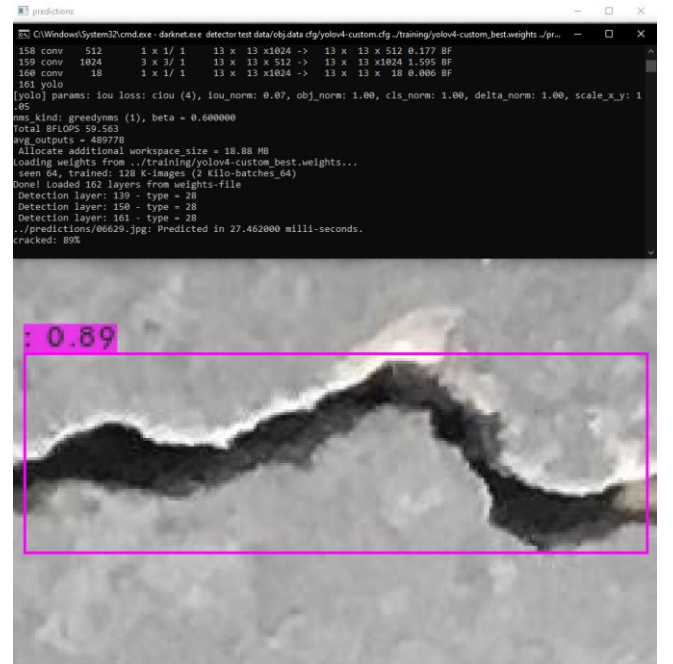 predictions
C:\Windows\System32\cmd.exe - darknet.exe detector test data/obj.data cfg/yolov4-custom.cfg ../training/yolov4-custom_best.weights ../pr...
158 conv 512 1 x 1/ 1 13 x 13 x1024 -> 13 x 13 x 512 0.177 BF
159 conv 1024 3 x 3/ 1 13 x 13 x 512 -> 13 x 13 x1024 1.595 BF
160 conv 18 1 x 1/ 1 13 x 13 x1024 -> 13 x 13 x 18 0.006 BF
161 yolo
[yolo] params: iou loss: ciou (4), iou_norm: 0.07, obj_norm: 1.00, cls_norm: 1.00, delta_norm: 1.00, scale_x_y: 1
.05
nms_kind: greedynms (1), beta = 0.600000
Total BFLOPS 59.563
avg_outputs = 489778
Allocate additional workspace_size = 18.88 MB
Loading weights from ../training/yolov4-custom_best.weights...
seen 64, trained: 128 K-images (2 Kilo-batches_64)
Done! Loaded 162 layers from weights-file
Detection layer: 139 - type = 28
Detection layer: 150 - type = 28
Detection layer: 161 - type = 28
../predictions/06629.jpg: Predicted in 27.462000 milli-seconds.
cracked: 89%
: 0.89